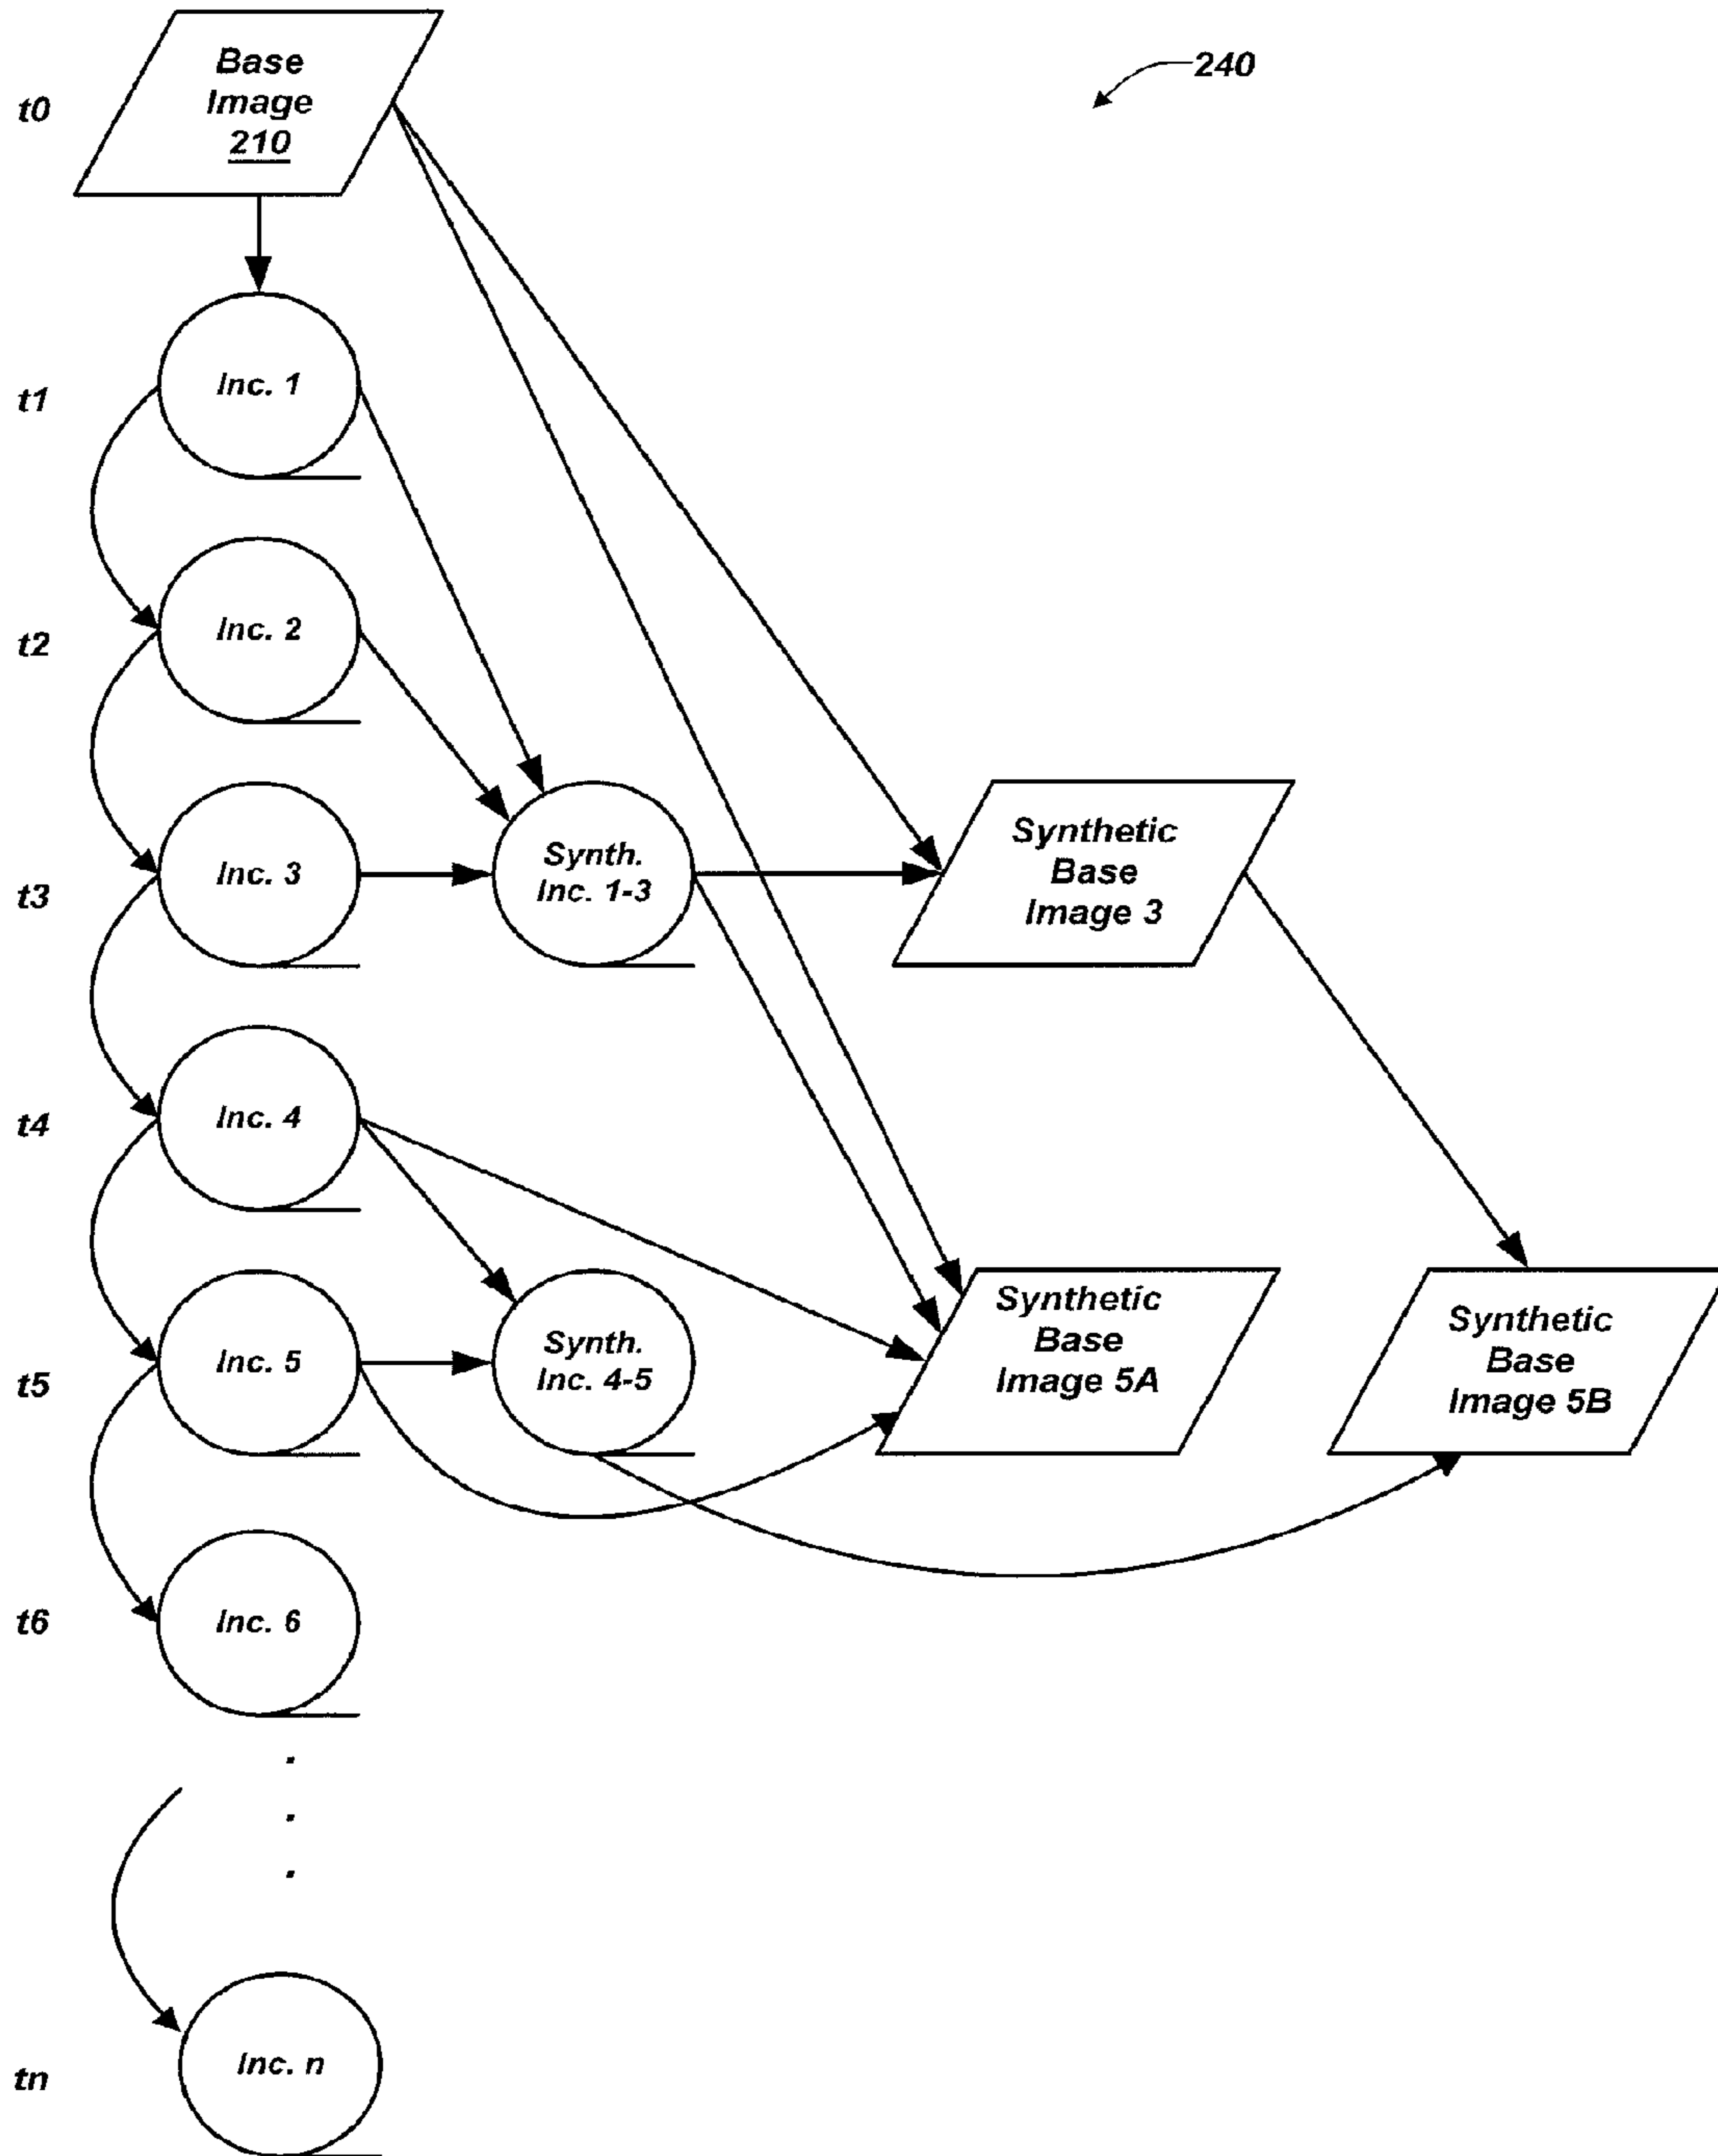 Base
Image
210
t0
240
t1
Inc. 1
t2
Inc. 2
t3
Inc. 3
Synth.
Inc. 1-3
Synthetic
Base
Image 3
t4
Inc. 4
t5
Inc. 5
Synth.
Inc. 4-5
Synthetic
Base
Image 5A
Synthetic
Base
Image 5B
t6
Inc. 6
.
.
.
tn
Inc. n